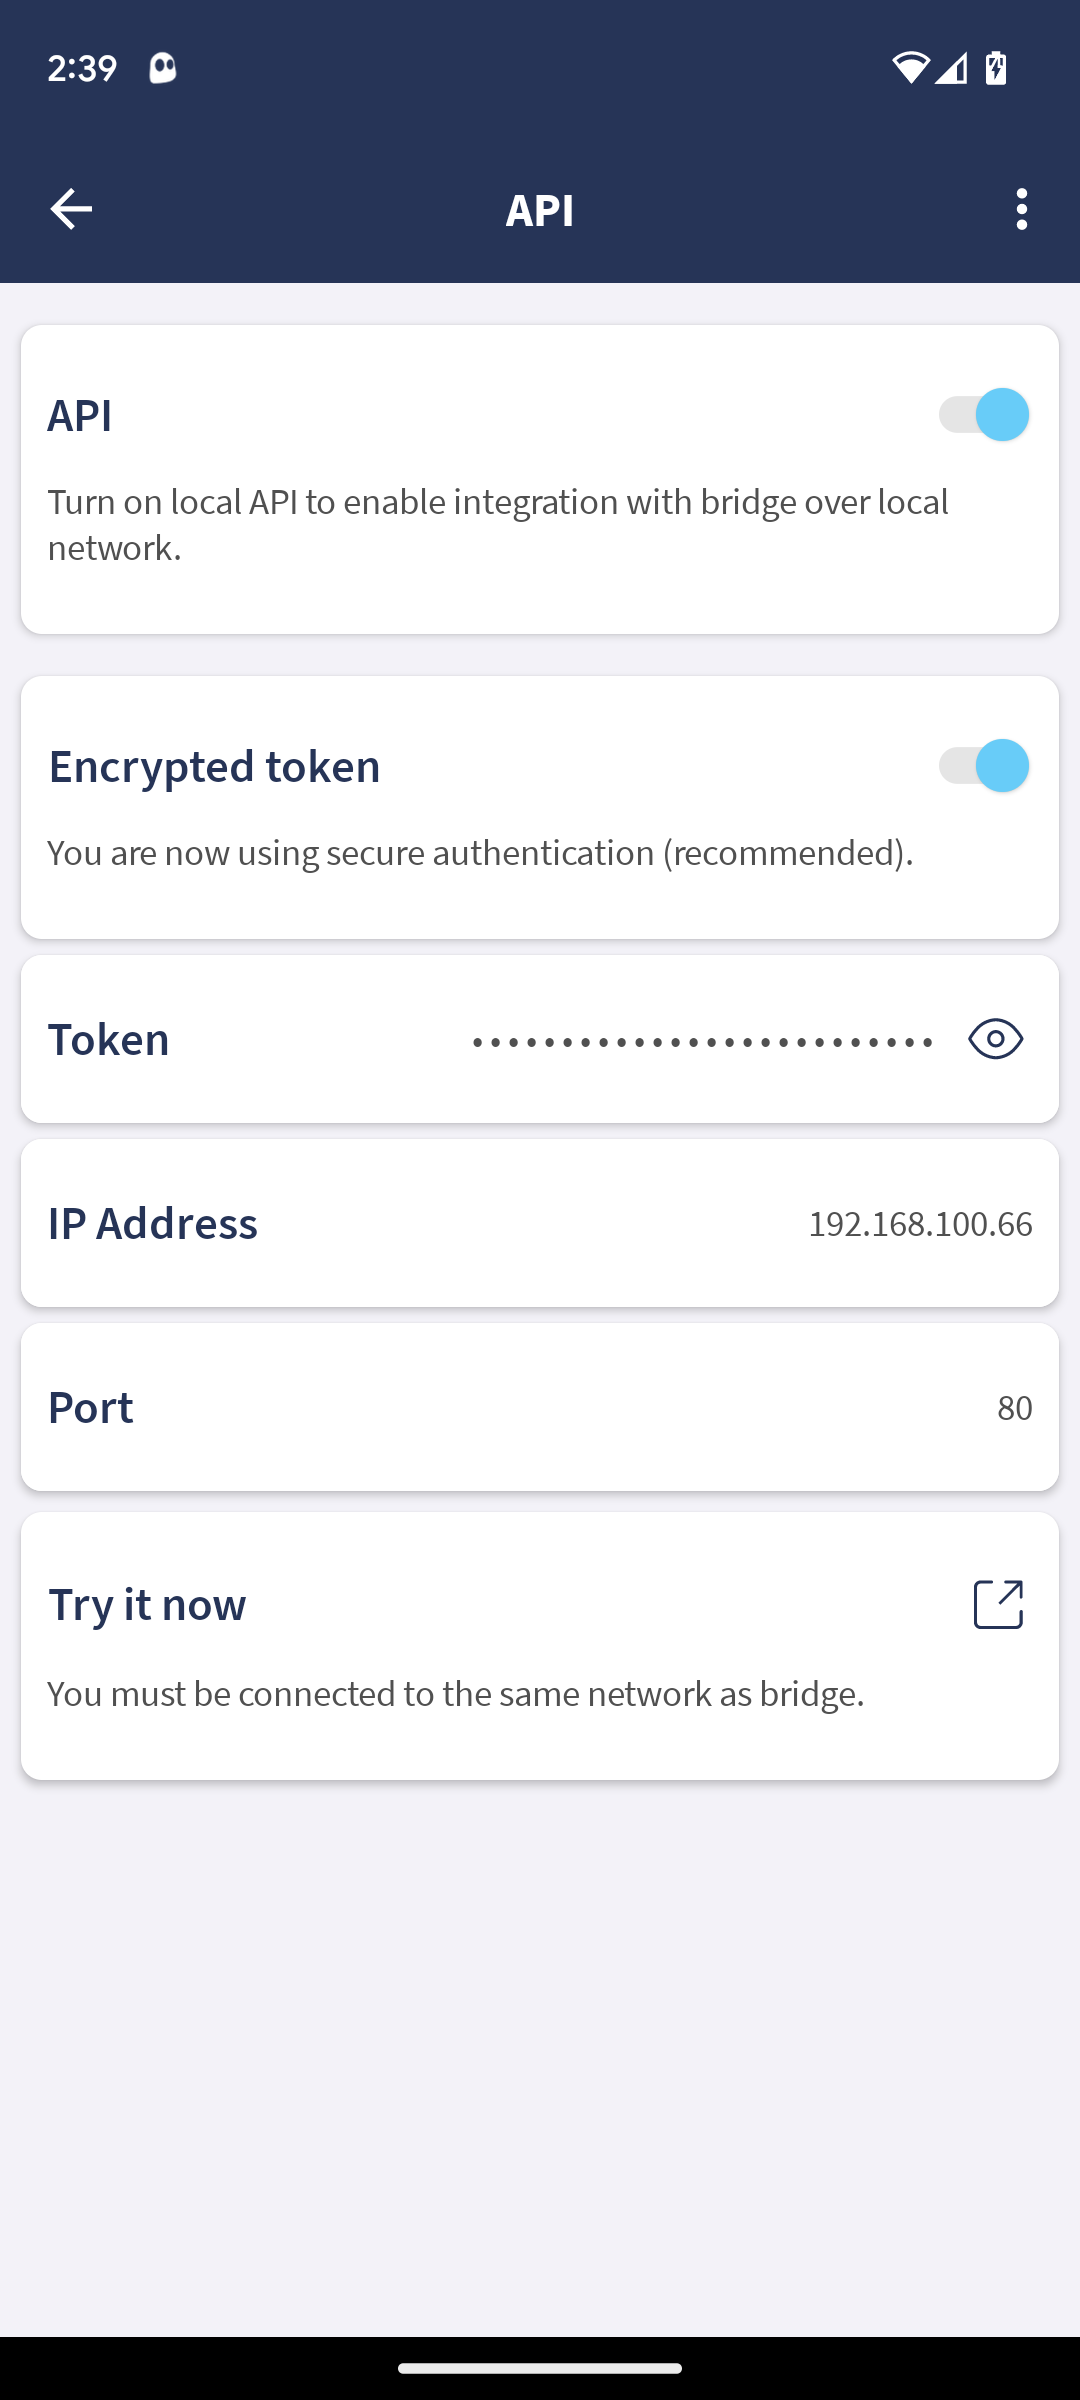 2:39
API
API
Turn on local API to enable integration with bridge over local
network.
Encrypted token
You are now using secure authentication (recommended).
Token ••••••••••••••••••••••••••
IP Address 192.168.100.66
Port 80
Try it now
You must be connected to the same network as bridge.